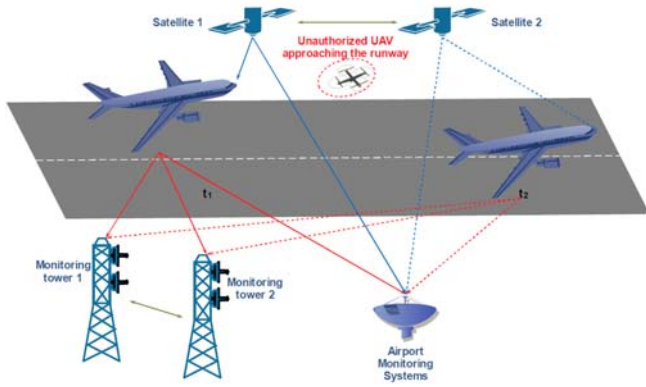 Satellite 1
Satellite 2
Unauthorized UAV
approaching the runway
t1
t2
Monitoring
tower 1
Monitoring
tower 2
Airport
Monitoring
Systems